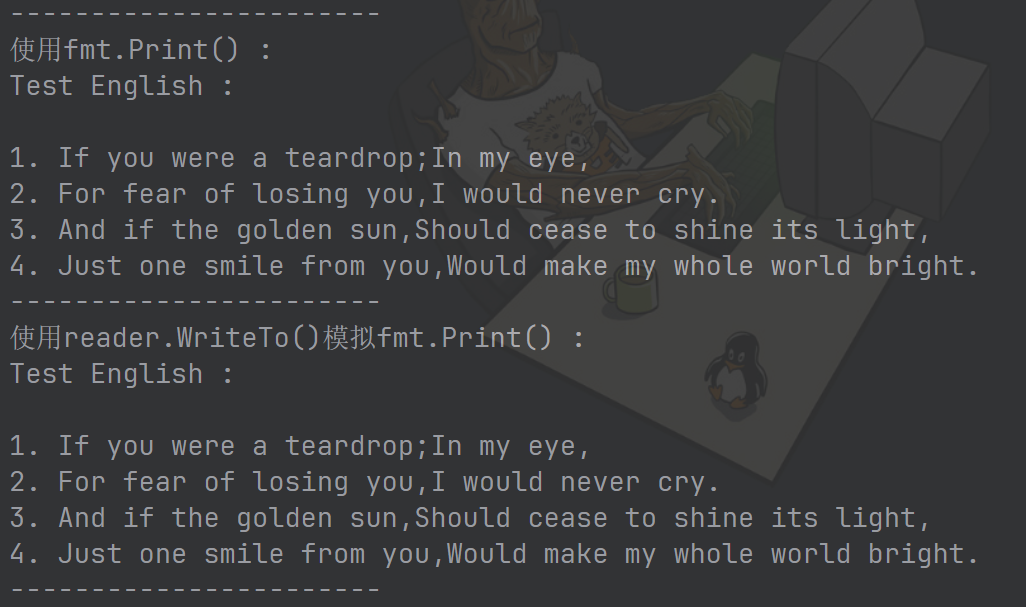 -----------------------
使用fmt.Print() :
Test English :
1. If you were a teardrop;In my eye,
2. For fear of losing you,I would never cry.
3. And if the golden sun,Should cease to shine its light,
4. Just one smile from you,Would make my whole world bright.
-----------------------
使用reader.WriteTo()模拟fmt.Print() :
Test English :
1. If you were a teardrop;In my eye,
2. For fear of losing you,I would never cry.
3. And if the golden sun,Should cease to shine its light,
4. Just one smile from you,Would make my whole world bright.
-----------------------